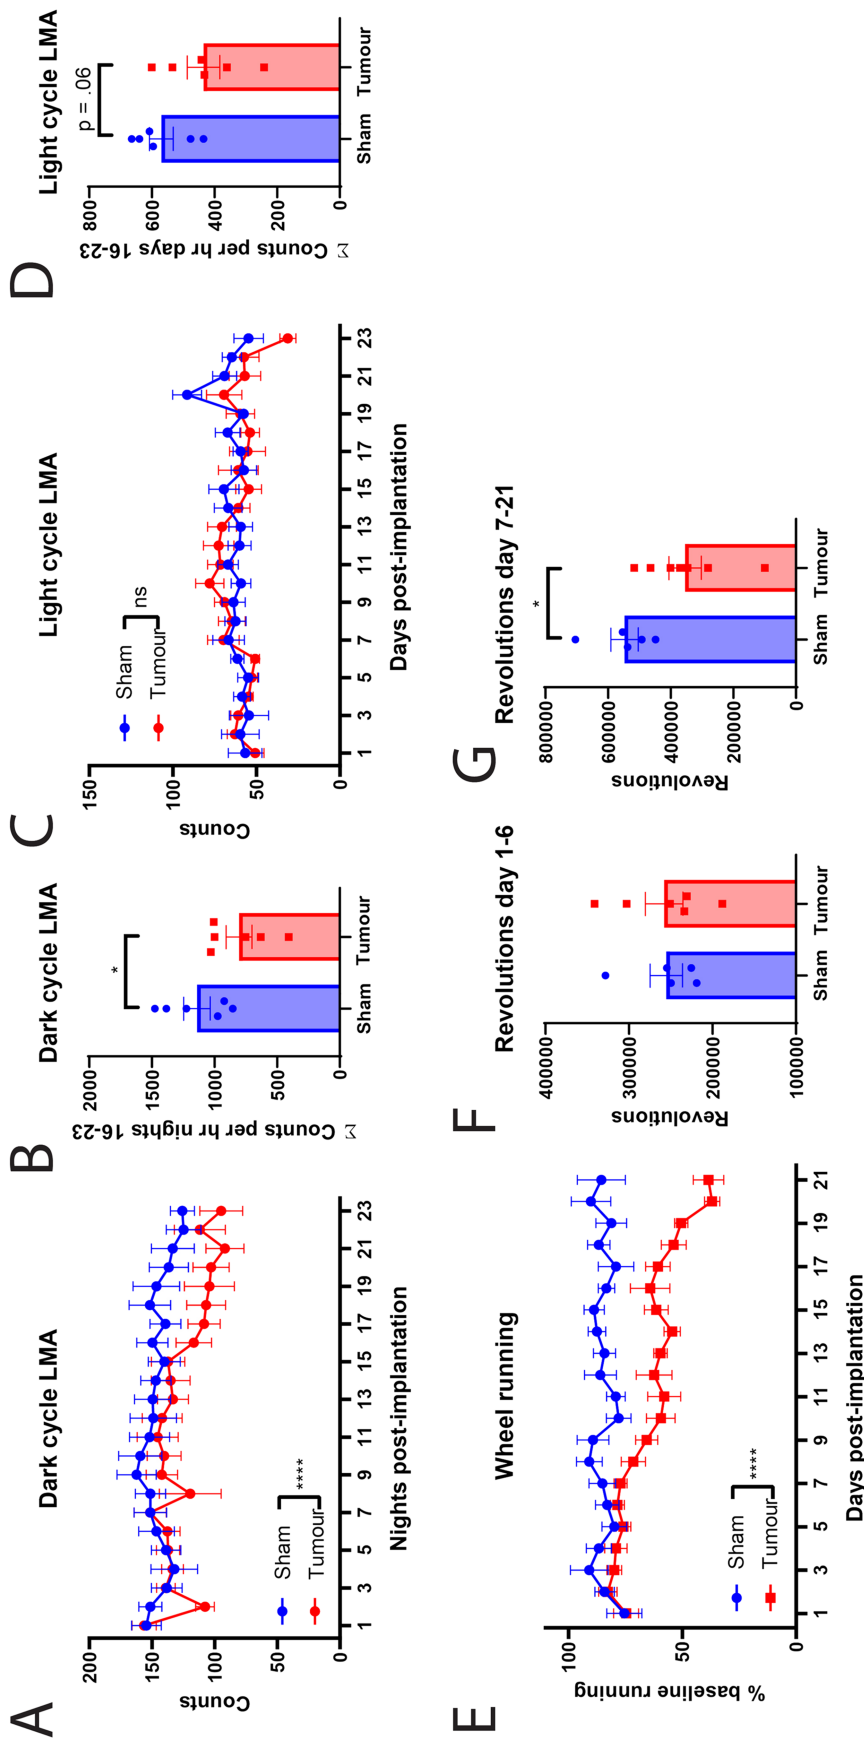 A
Dark cycle LMA
Counts
200
150
100
50
0
Sham
Tumour
****
1 3 5 7 9 11 13 15 17 19 21 23
Nights post-implantation
B
Dark cycle LMA
Σ Counts per hr nights 16-23
2000
1500
1000
500
0
*
Sham Tumour
C
Light cycle LMA
Counts
150
100
50
0
Sham
Tumour
ns
1 3 5 7 9 11 13 15 17 19 21 23
Days post-implantation
D
Light cycle LMA
Σ Counts per hr days 16-23
800
600
400
200
0
p = .06
Sham Tumour
E
Wheel running
% baseline running
100
50
0
Sham
Tumour
****
1 3 5 7 9 11 13 15 17 19 21
Days post-implantation
F
Revolutions day 1-6
Revolutions
400000
300000
200000
100000
Sham Tumour
G
Revolutions day 7-21
Revolutions
800000
600000
400000
200000
0
*
Sham Tumour